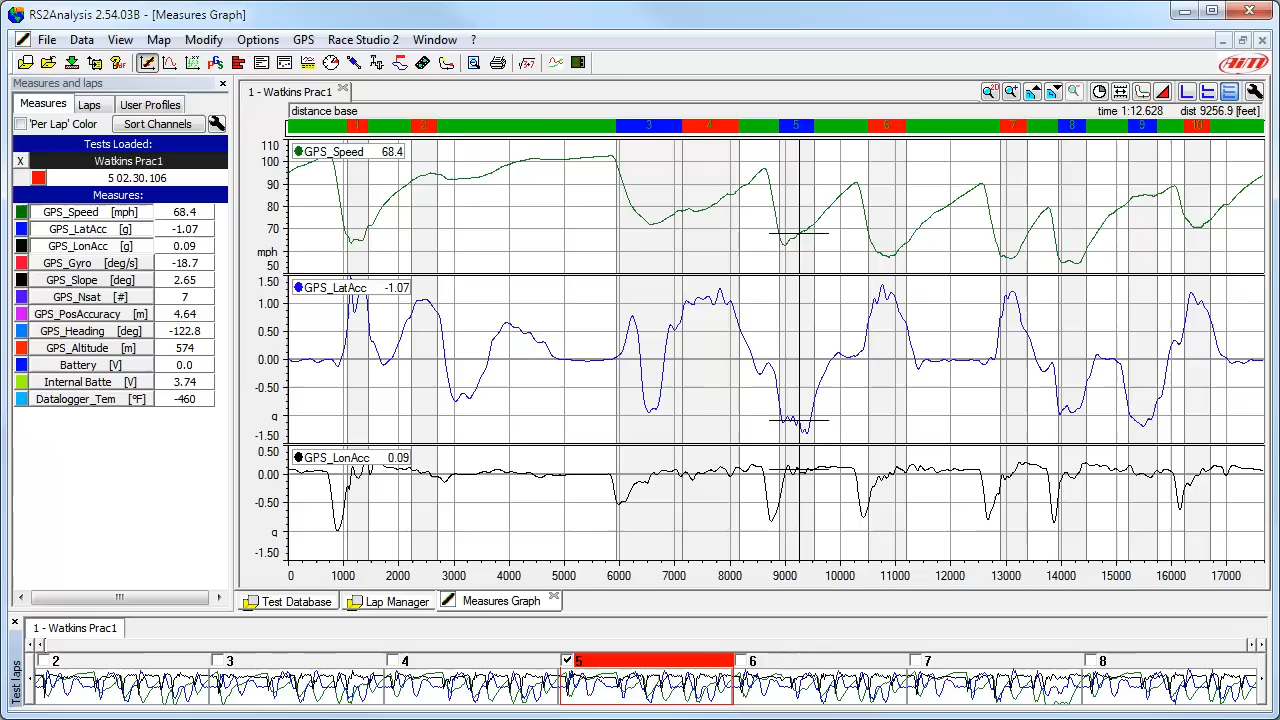 RS2Analysis 2.54.03B - [Measures Graph]
File Data View Map Modify Options GPS Race Studio 2 Window ?
AiM
Measures and laps
Measures Laps User Profiles
'Per Lap' Color Sort Channels
Tests Loaded:
X Watkins Prac1
5 02.30.106
Measures:
GPS_Speed [mph] 68.4
GPS_LatAcc [g] -1.07
GPS_LonAcc [g] 0.09
GPS_Gyro [deg/s] -18.7
GPS_Slope [deg] 2.65
GPS_Nsat [#] 7
GPS_PosAccuracy [m] 4.64
GPS_Heading [deg] -122.8
GPS_Altitude [m] 574
Battery [V] 0.0
Internal Batte [V] 3.74
Datalogger_Tem [°F] -460
1 - Watkins Prac1
distance base time 1:12.628 dist 9256.9 [feet]
1 2 3 4 5 6 7 8 9 10
GPS_Speed 68.4
110
100
90
80
70
mph
50
GPS_LatAcc -1.07
1.50
1.00
0.50
0.00
-0.50
g
-1.50
GPS_LonAcc 0.09
0.50
0.00
-0.50
g
-1.50
0 1000 2000 3000 4000 5000 6000 7000 8000 9000 10000 11000 12000 13000 14000 15000 16000 17000
Test Database Lap Manager Measures Graph
1 - Watkins Prac1
Test laps
2 3 4 5 6 7 8